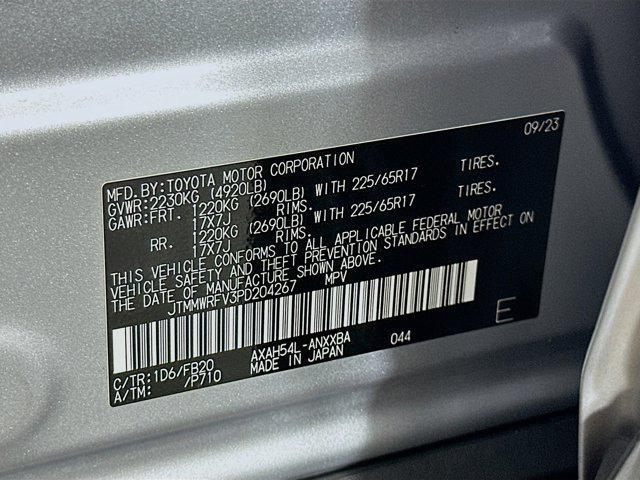 09/23
MFD. BY: TOYOTA MOTOR CORPORATION
GVWR: 2230KG (4920LB)
GAWR: FRT. 1220KG (2690LB) WITH 225/65R17 TIRES.
17X7J RIMS.
RR. 1220KG (2690LB) WITH 225/65R17 TIRES.
17X7J RIMS.
THIS VEHICLE CONFORMS TO ALL APPLICABLE FEDERAL MOTOR
VEHICLE SAFETY AND THEFT PREVENTION STANDARDS IN EFFECT ON
THE DATE OF MANUFACTURE SHOWN ABOVE.
JTMMWRFV3PD204267 MPV
C/TR: 1D6/FB20 AXAH54L-ANXXBA 044
A/TM: /P710 MADE IN JAPAN
E